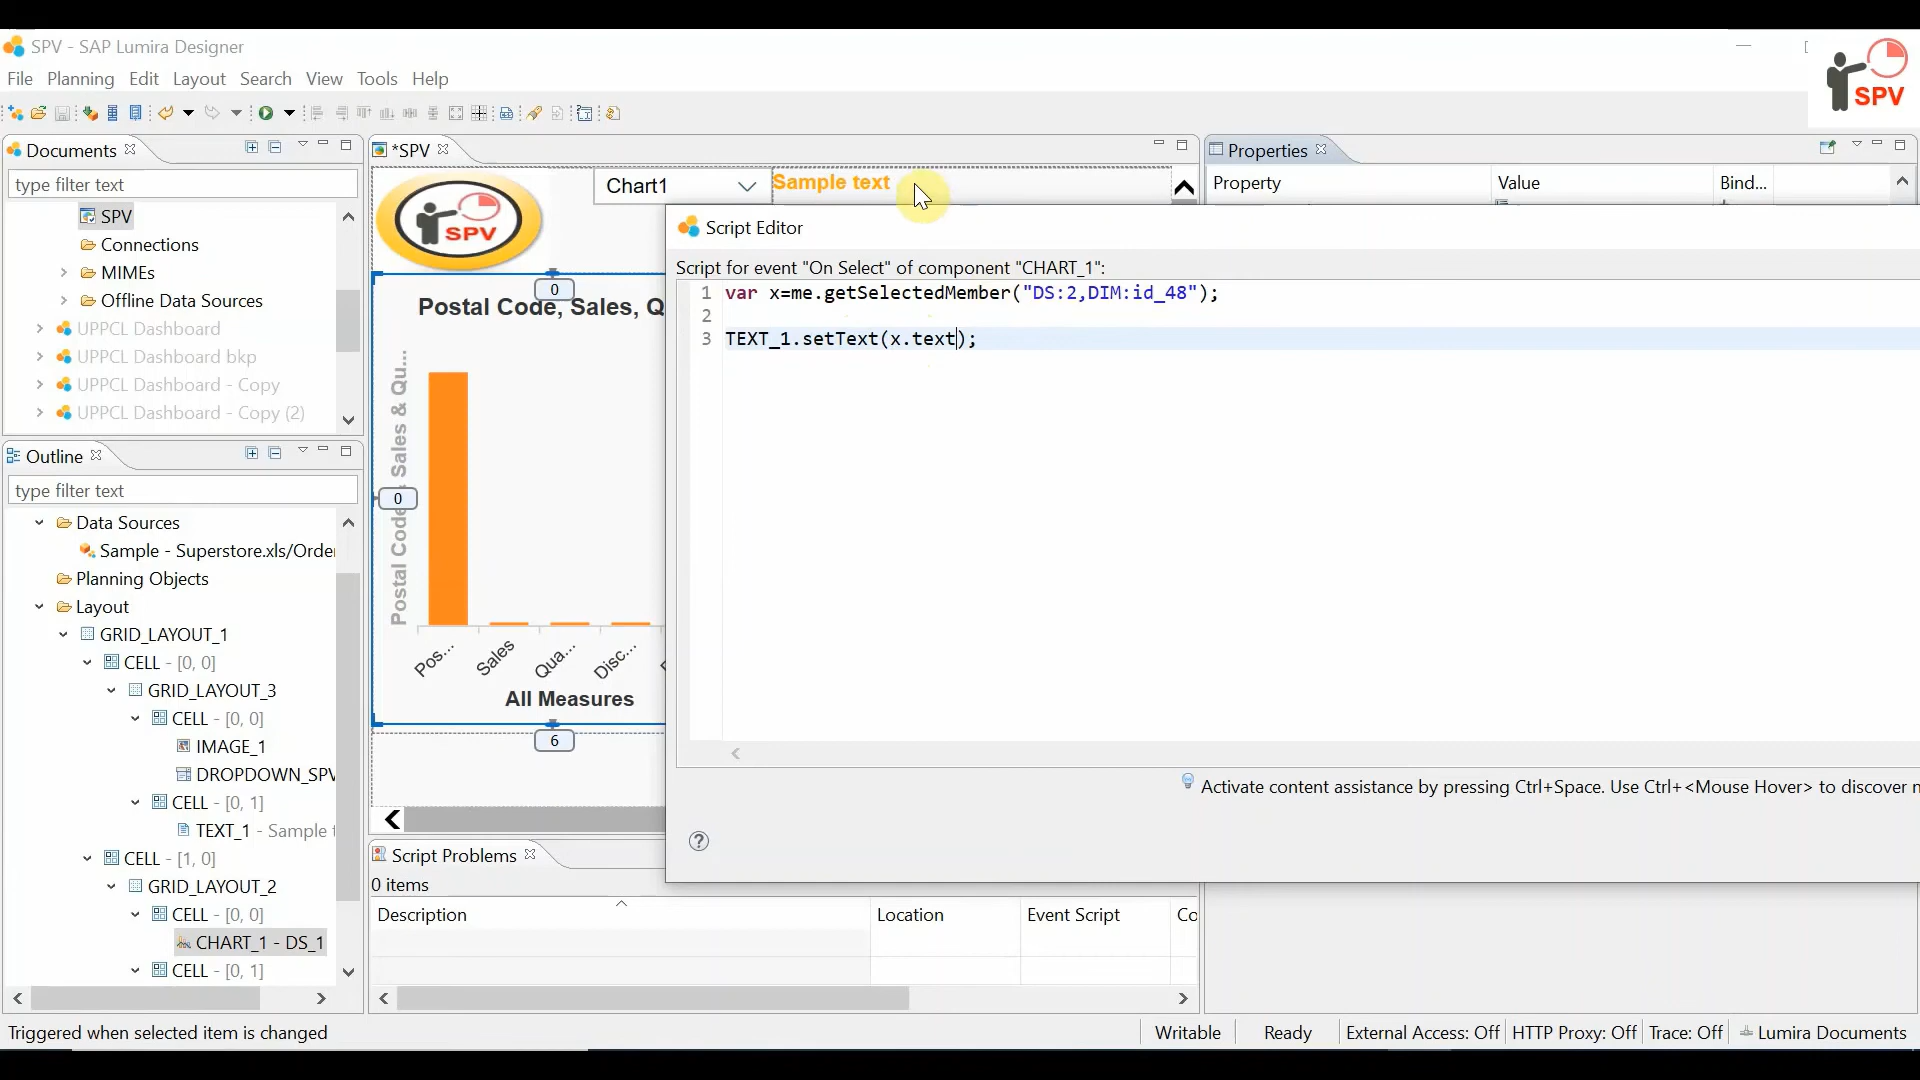 SPV - SAP Lumira Designer
SPV
File Planning Edit Layout Search View Tools Help
Documents
type filter text
SPV
Connections
MIMEs
Offline Data Sources
UPPCL Dashboard
UPPCL Dashboard bkp
UPPCL Dashboard - Copy
UPPCL Dashboard - Copy (2)
Outline
type filter text
Data Sources
Sample - Superstore.xls/Order
Planning Objects
Layout
GRID_LAYOUT_1
CELL - [0, 0]
GRID_LAYOUT_3
CELL - [0, 0]
IMAGE_1
DROPDOWN_SPV
CELL - [0, 1]
TEXT_1 - Sample t
CELL - [1, 0]
GRID_LAYOUT_2
CELL - [0, 0]
CHART_1 - DS_1
CELL - [0, 1]
*SPV
SPV
Chart1
Sample text
0
Postal Code, Sales, Q
Postal Code, Sales & Qu...
0
Pos... Sales Qua... Disc...
All Measures
6
Properties
Property Value Bind...
Script Editor
Script for event "On Select" of component "CHART_1":
1 var x=me.getSelectedMember("DS:2,DIM:id_48");
2
3 TEXT_1.setText(x.text);
Activate content assistance by pressing Ctrl+Space. Use Ctrl+<Mouse Hover> to discover
Script Problems
0 items
Description Location Event Script Co
Triggered when selected item is changed
Writable Ready External Access: Off HTTP Proxy: Off Trace: Off Lumira Documents